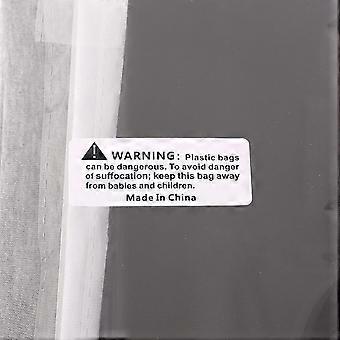 WARNING: Plastic bags
can be dangerous. To avoid danger
of suffocation; keep this bag away
from babies and children.
Made In China